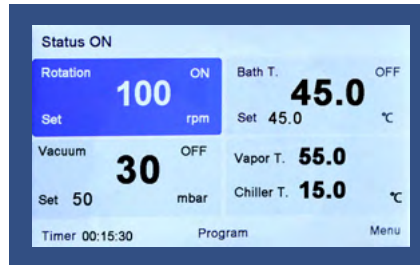 Status ON
Rotation ON
100
Set rpm
Bath T. OFF
45.0
Set 45.0 ℃
Vacuum OFF
30
Set 50 mbar
Vapor T. 55.0
Chiller T. 15.0 ℃
Timer 00:15:30 Program Menu